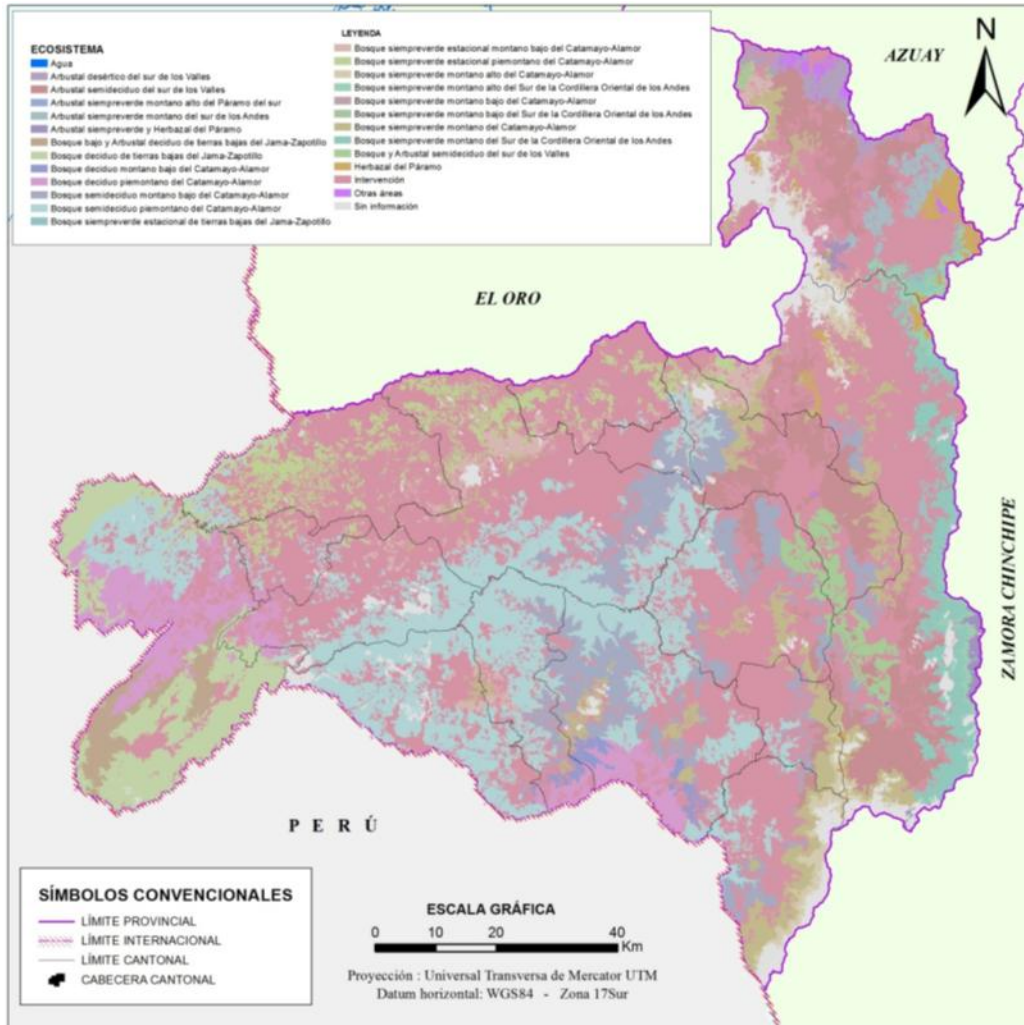 LEYENDA
ECOSISTEMA
Agua
Arbustal desértico del sur de los Valles
Arbustal semideciduo del sur de los Valles
Arbustal siempreverde montano alto del Páramo del sur
Arbustal siempreverde montano del sur de los Andes
Arbustal siempreverde y Herbazal del Páramo
Bosque bajo y Arbustal deciduo de tierras bajas del Jama-Zapotillo
Bosque deciduo de tierras bajas del Jama-Zapotillo
Bosque deciduo montano bajo del Catamayo-Alamor
Bosque deciduo piemontano del Catamayo-Alamor
Bosque semideciduo montano bajo del Catamayo-Alamor
Bosque semideciduo piemontano del Catamayo-Alamor
Bosque siempreverde estacional de tierras bajas del Jama-Zapotillo
Bosque siempreverde estacional montano bajo del Catamayo-Alamor
Bosque siempreverde estacional piemontano del Catamayo-Alamor
Bosque siempreverde montano alto del Catamayo-Alamor
Bosque siempreverde montano alto del Sur de la Cordillera Oriental de los Andes
Bosque siempreverde montano bajo del Catamayo-Alamor
Bosque siempreverde montano bajo del Sur de la Cordillera Oriental de los Andes
Bosque siempreverde montano del Catamayo-Alamor
Bosque siempreverde montano del Sur de la Cordillera Oriental de los Andes
Bosque y Arbustal semideciduo del sur de los Valles
Herbazal del Páramo
Intervención
Otras áreas
Sin información
N
AZUAY
EL ORO
ZAMORA CHINCHIPE
PERÚ
SÍMBOLOS CONVENCIONALES
LÍMITE PROVINCIAL
LÍMITE INTERNACIONAL
LÍMITE CANTONAL
CABECERA CANTONAL
ESCALA GRÁFICA
0 10 20 40
Km
Proyección : Universal Transversa de Mercator UTM
Datum horizontal: WGS84 - Zona 17Sur